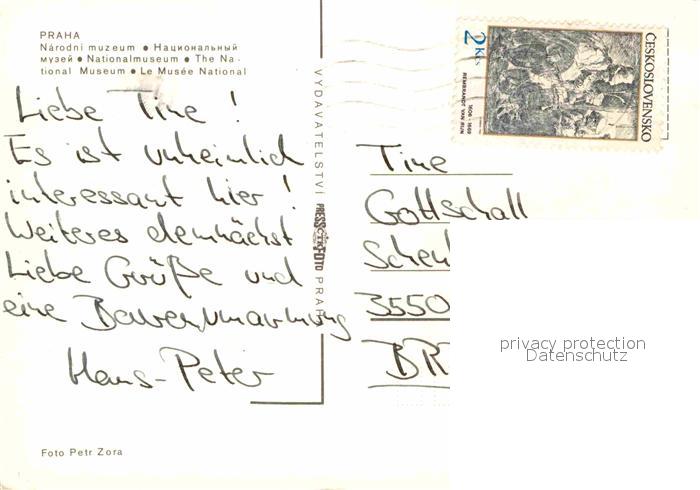 PRAHA
Národní muzeum ● Национальный
музей ● Nationalmuseum ● The Na-
tional Museum ● Le Musée National
Liebe Tine !
Es ist unheimlich
interessant hier !
Weiteres demnächst
Liebe Grüße und
eine Bärenumarmung
Hans-Peter
Foto Petr Zora
VYDAVATELSTVÍ PRESSFOTO PRAHA
2 Kčs
1606-1669
REMBRANDT VAN RIJN
ČESKOSLOVENSKO
Tine
Gottschall
3550
privacy protection
Datenschutz